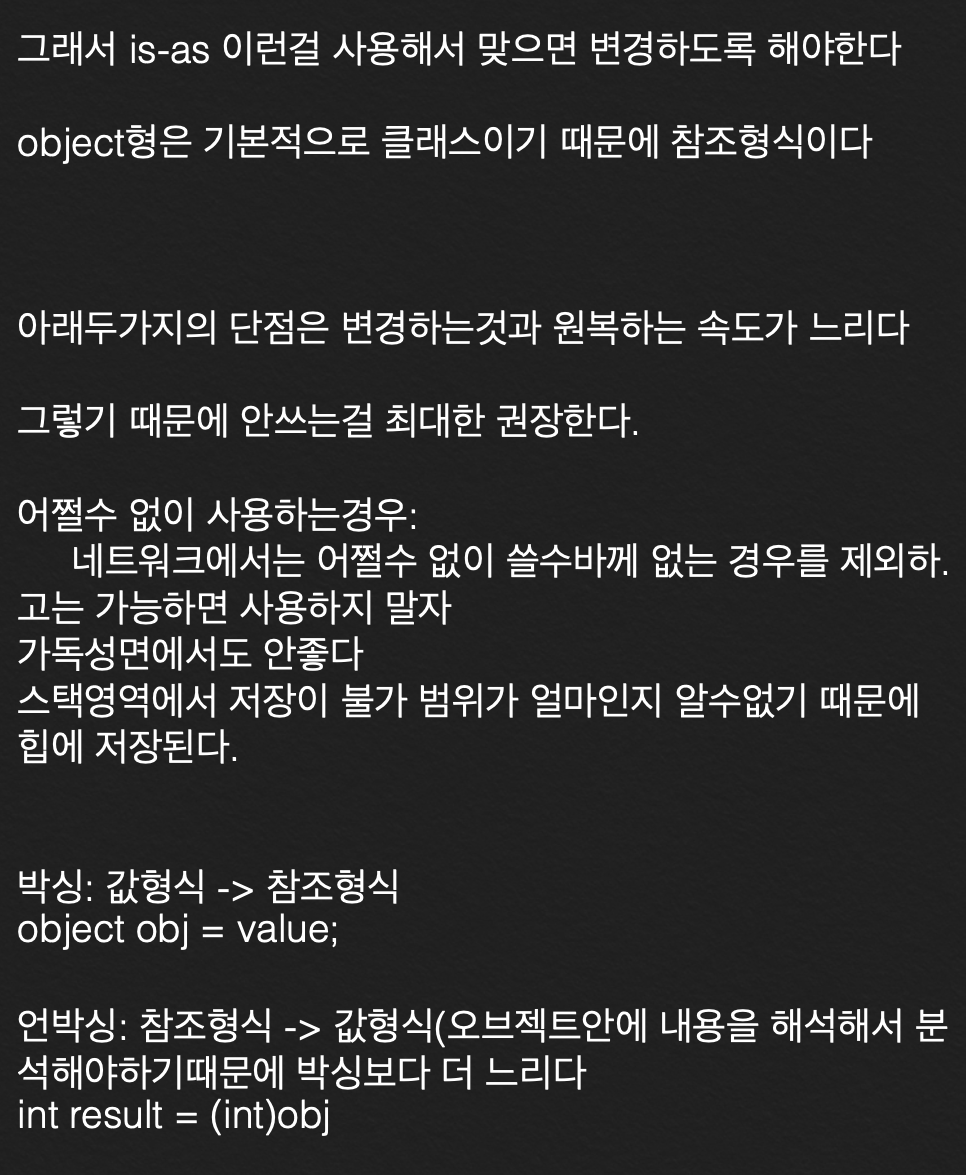 그래서 is-as 이런걸 사용해서 맞으면 변경하도록 해야한다
object형은 기본적으로 클래스이기 때문에 참조형식이다
아래두가지의 단점은 변경하는것과 원복하는 속도가 느리다
그렇기 때문에 안쓰는걸 최대한 권장한다.
어쩔수 없이 사용하는경우:
네트워크에서는 어쩔수 없이 쓸수바께 없는 경우를 제외하.
고는 가능하면 사용하지 말자
가독성면에서도 안좋다
스택영역에서 저장이 불가 범위가 얼마인지 알수없기 때문에
힙에 저장된다.
박싱: 값형식 -> 참조형식
object obj = value;
언박싱: 참조형식 -> 값형식(오브젝트안에 내용을 해석해서 분
석해야하기때문에 박싱보다 더 느리다
int result = (int)obj